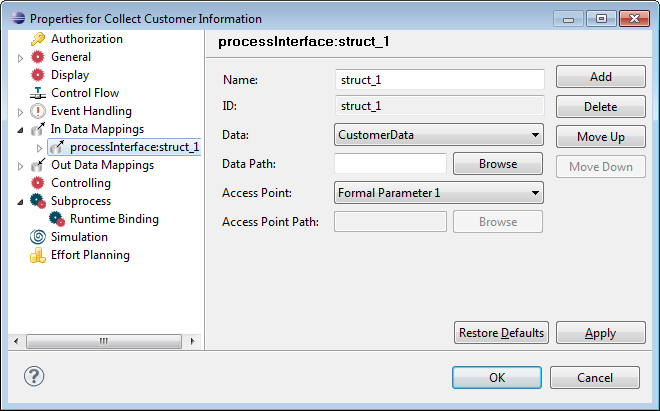 Properties for Collect Customer Information
Authorization
General
Display
Control Flow
Event Handling
In Data Mappings
processInterface:struct_1
Out Data Mappings
Controlling
Subprocess
Runtime Binding
Simulation
Effort Planning
processInterface:struct_1
Name: struct_1
ID: struct_1
Data: CustomerData
Data Path: Browse
Access Point: Formal Parameter 1
Access Point Path: Browse
Add
Delete
Move Up
Move Down
Restore Defaults Apply
? OK Cancel